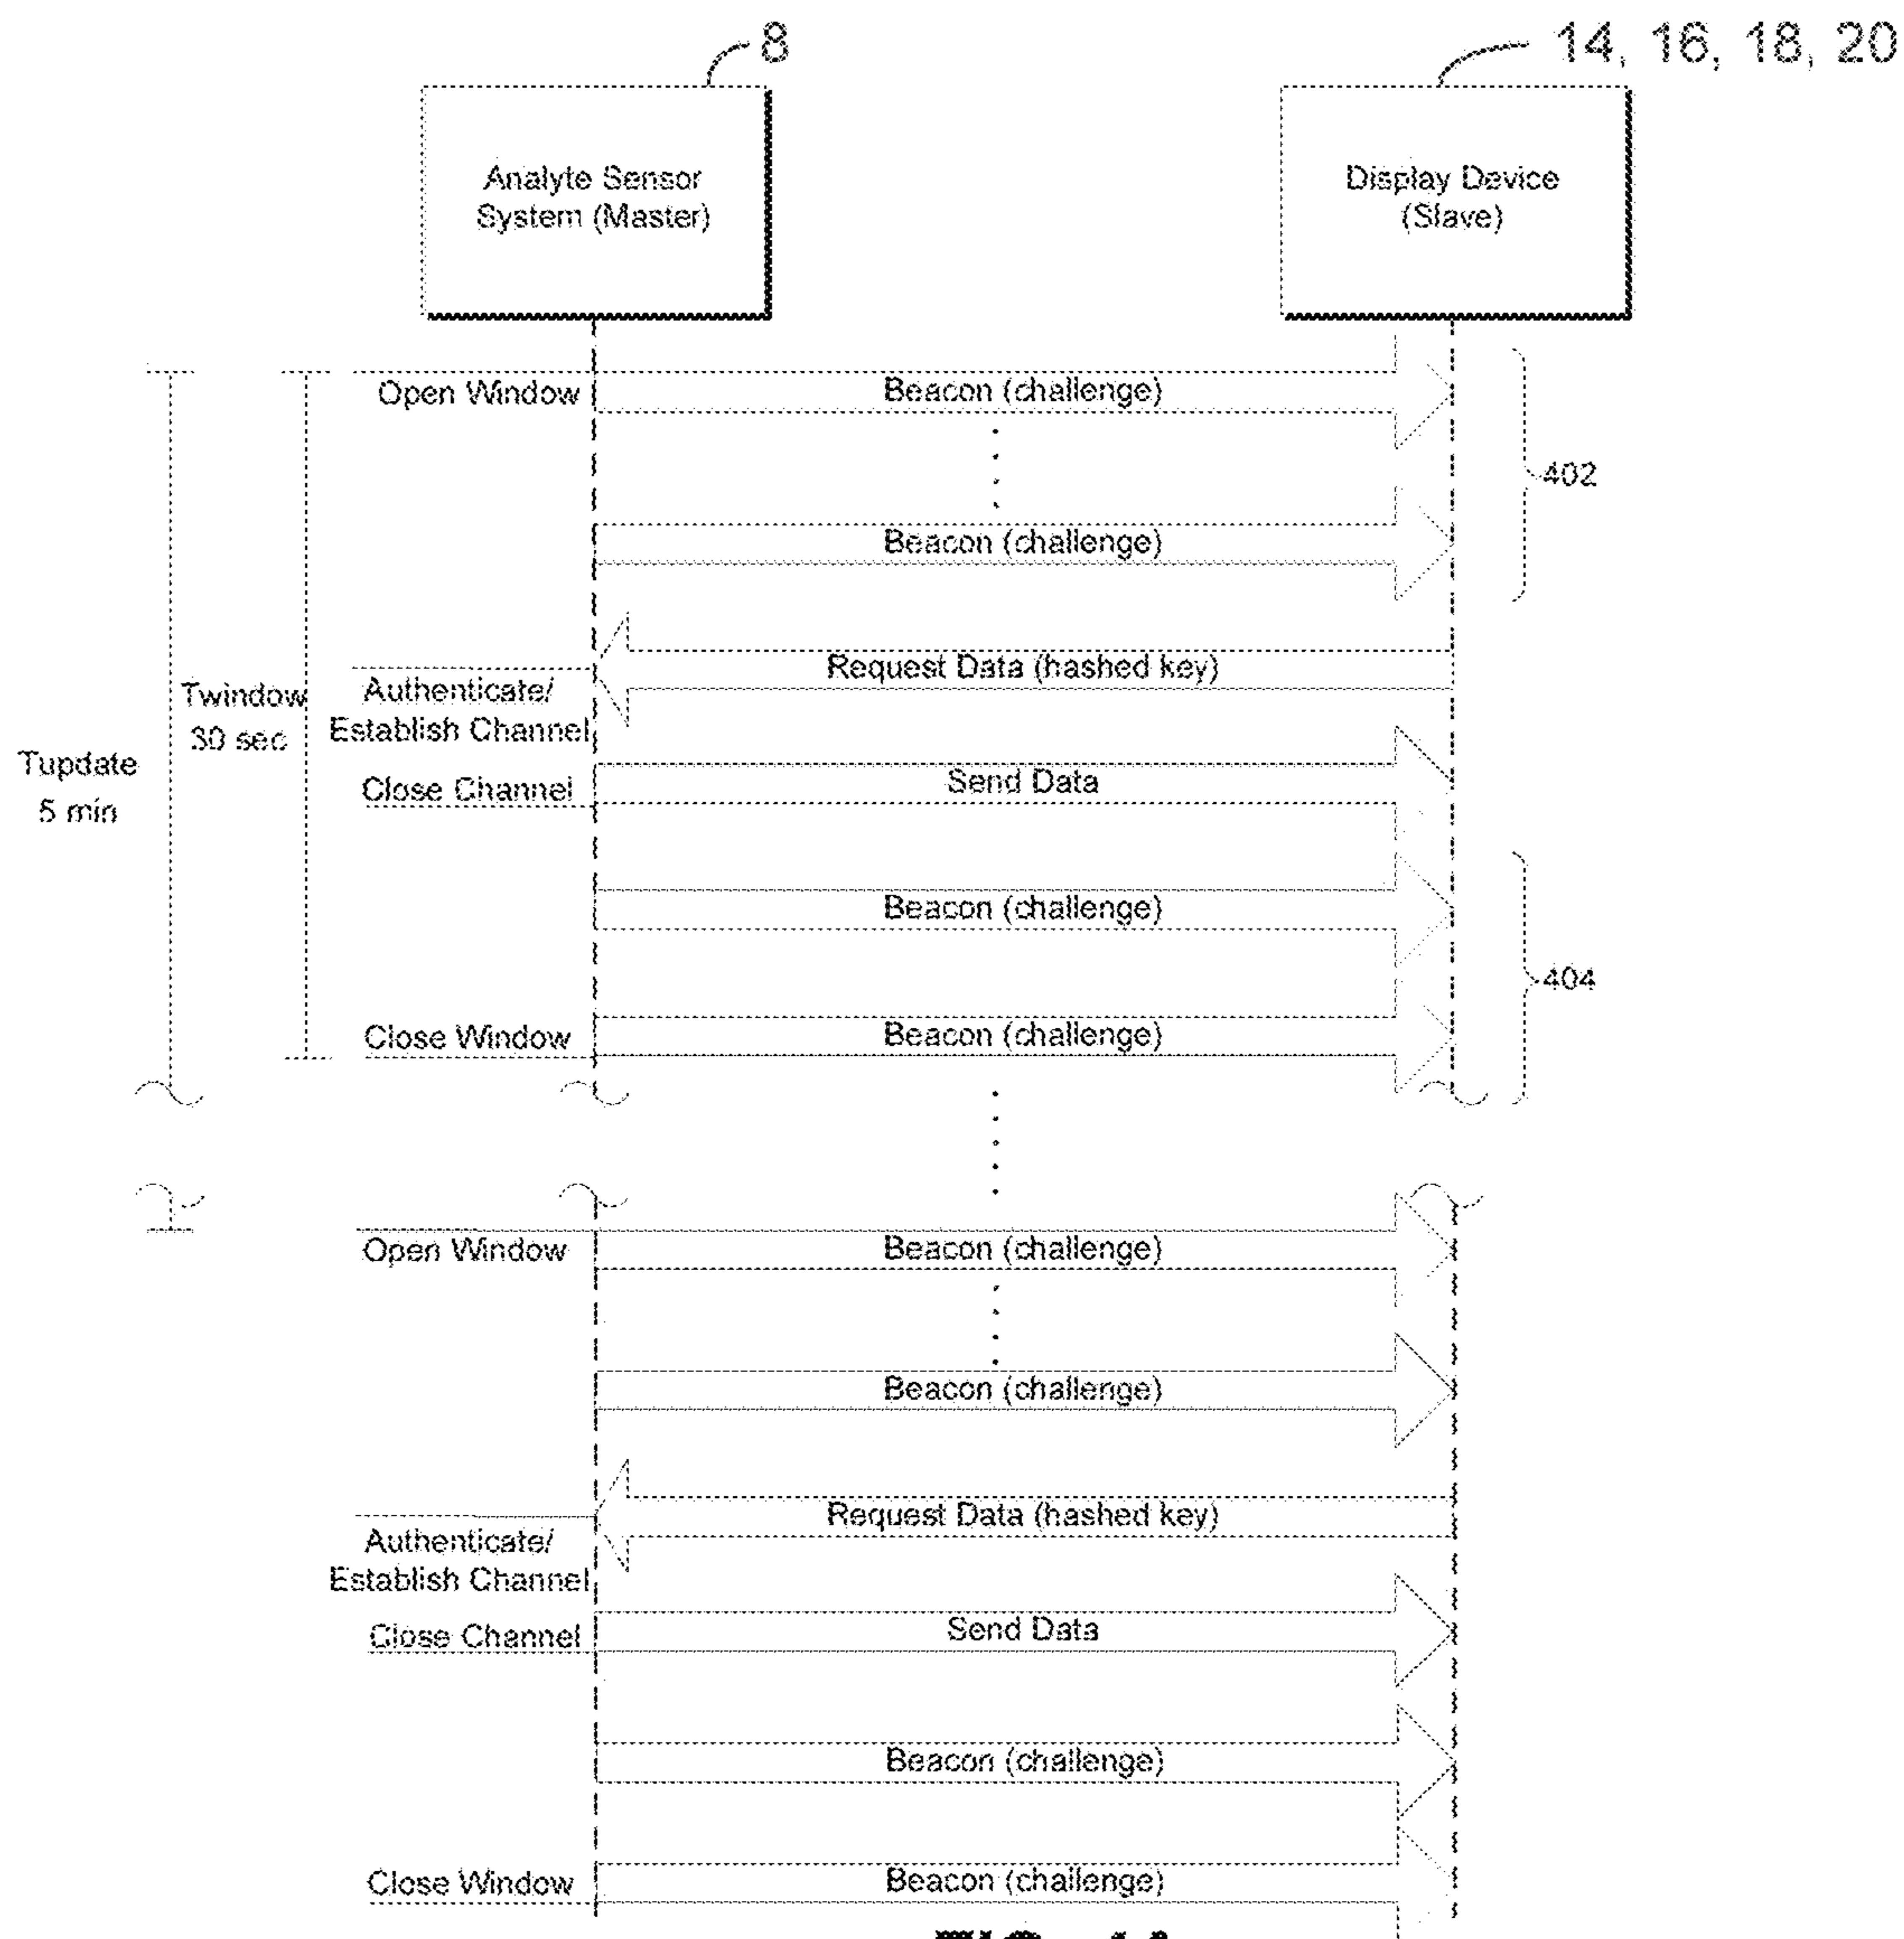 8
14, 16, 18, 20
Analyte Sensor
System (Master)
Display Device
(Slave)
Open Window
Beacon (challenge)
402
Beacon (challenge)
Request Data (hashed key)
Authenticate/
Establish Channel
Twindow
30 sec
Tupdate
5 min
Send Data
Close Channel
Beacon (challenge)
404
Close Window
Beacon (challenge)
Open Window
Beacon (challenge)
Beacon (challenge)
Request Data (hashed key)
Authenticate/
Establish Channel
Send Data
Close Channel
Beacon (challenge)
Close Window
Beacon (challenge)